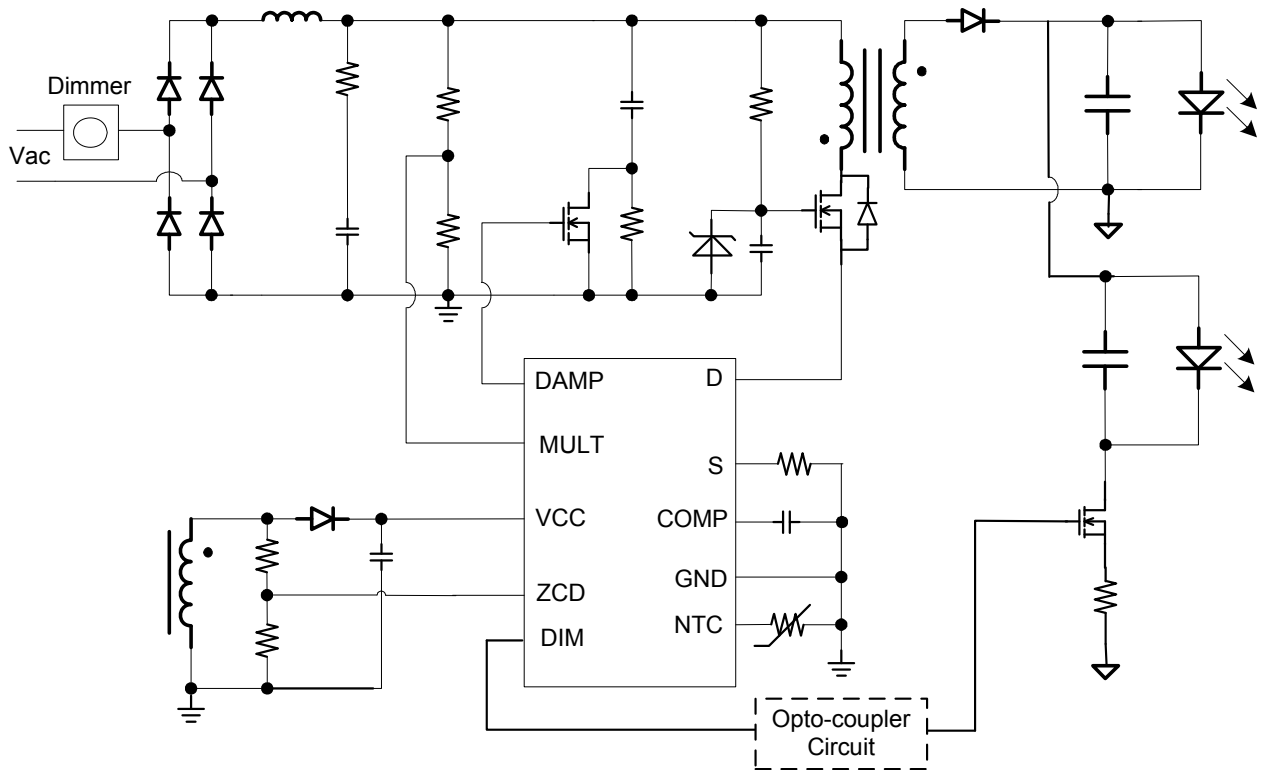 Dimmer
Vac
DAMP
D
MULT
S
VCC
COMP
GND
ZCD
NTC
DIM
Opto-coupler
Circuit